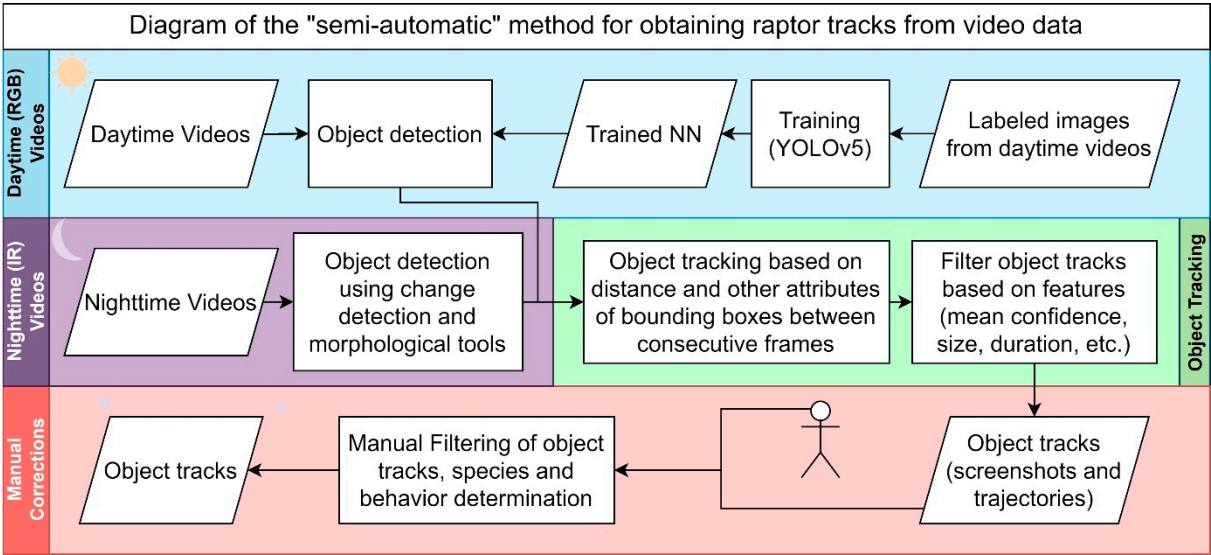 Diagram of the "semi-automatic" method for obtaining raptor tracks from video data
Daytime (RGB)
Videos
Daytime Videos
Object detection
Trained NN
Training
(YOLOv5)
Labeled images
from daytime videos
Nighttime (IR)
Videos
Nighttime Videos
Object detection
using change
detection and
morphological tools
Object tracking based on
distance and other attributes
of bounding boxes between
consecutive frames
Filter object tracks
based on features
(mean confidence,
size, duration, etc.)
Object Tracking
Manual
Corrections
Object tracks
Manual Filtering of object
tracks, species and
behavior determination
Object tracks
(screenshots and
trajectories)